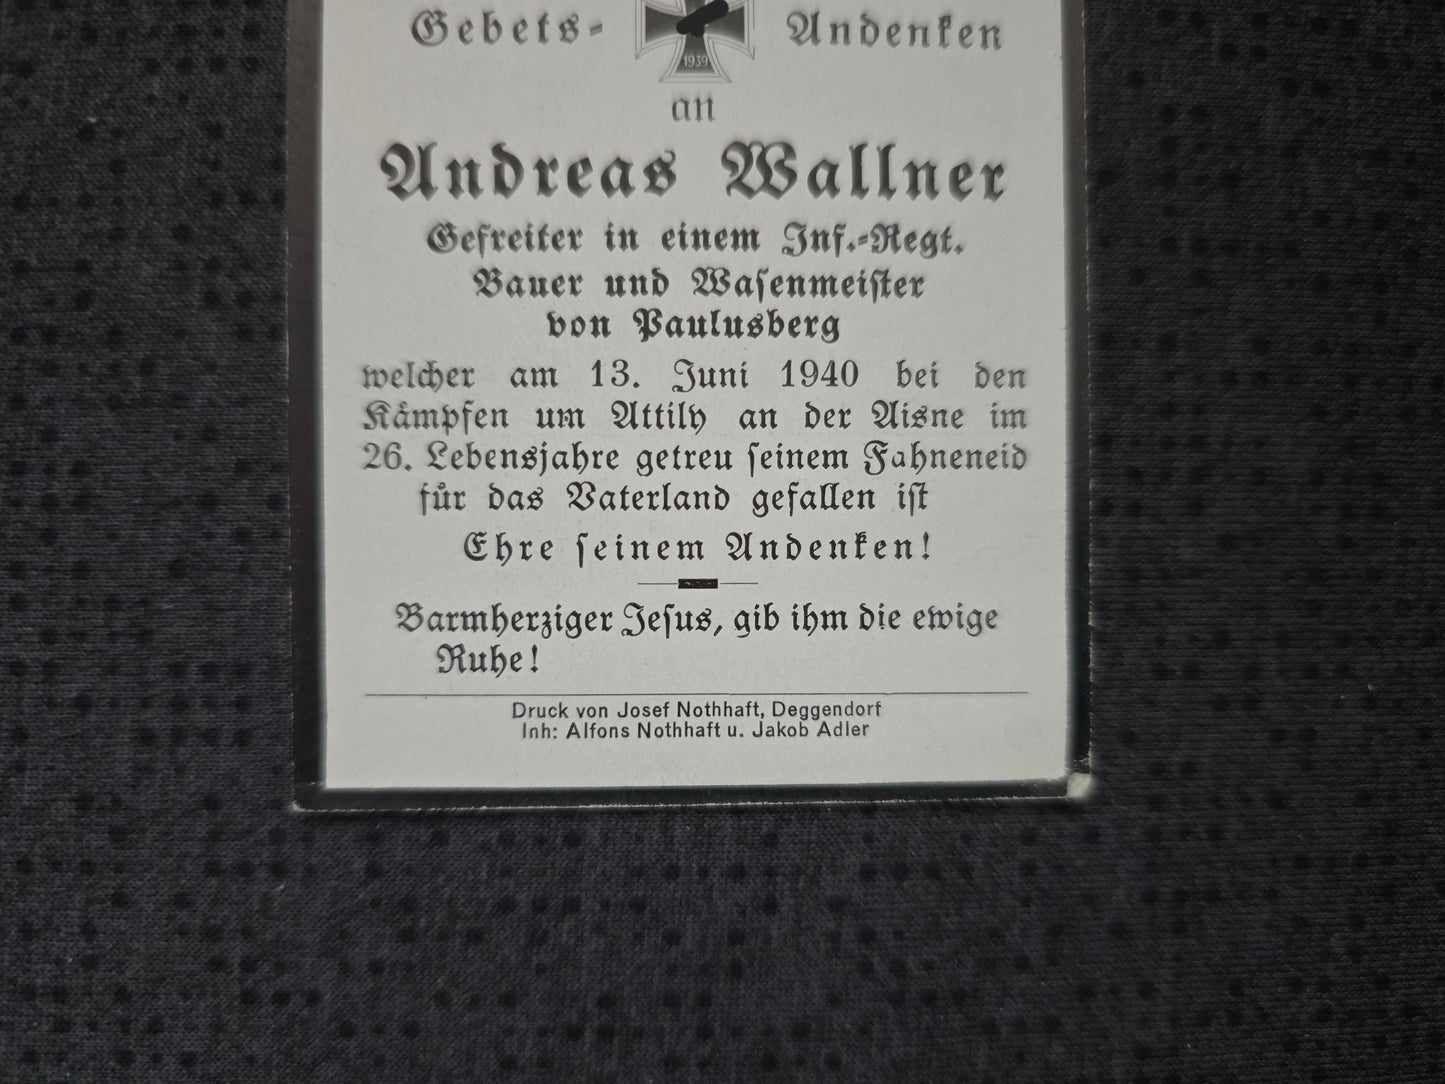 Gebets- Andenken
1939
an
Andreas Wallner
Gefreiter in einem Inf.-Regt.
Bauer und Wasenmeister
von Paulusberg
welcher am 13. Juni 1940 bei den
Kämpfen um Attily an der Aisne im
26. Lebensjahre getreu seinem Fahneneid
für das Vaterland gefallen ist
Ehre seinem Andenken!
Barmherziger Jesus, gib ihm die ewige
Ruhe!
Druck von Josef Nothhaft, Deggendorf
Inh: Alfons Nothhaft u. Jakob Adler